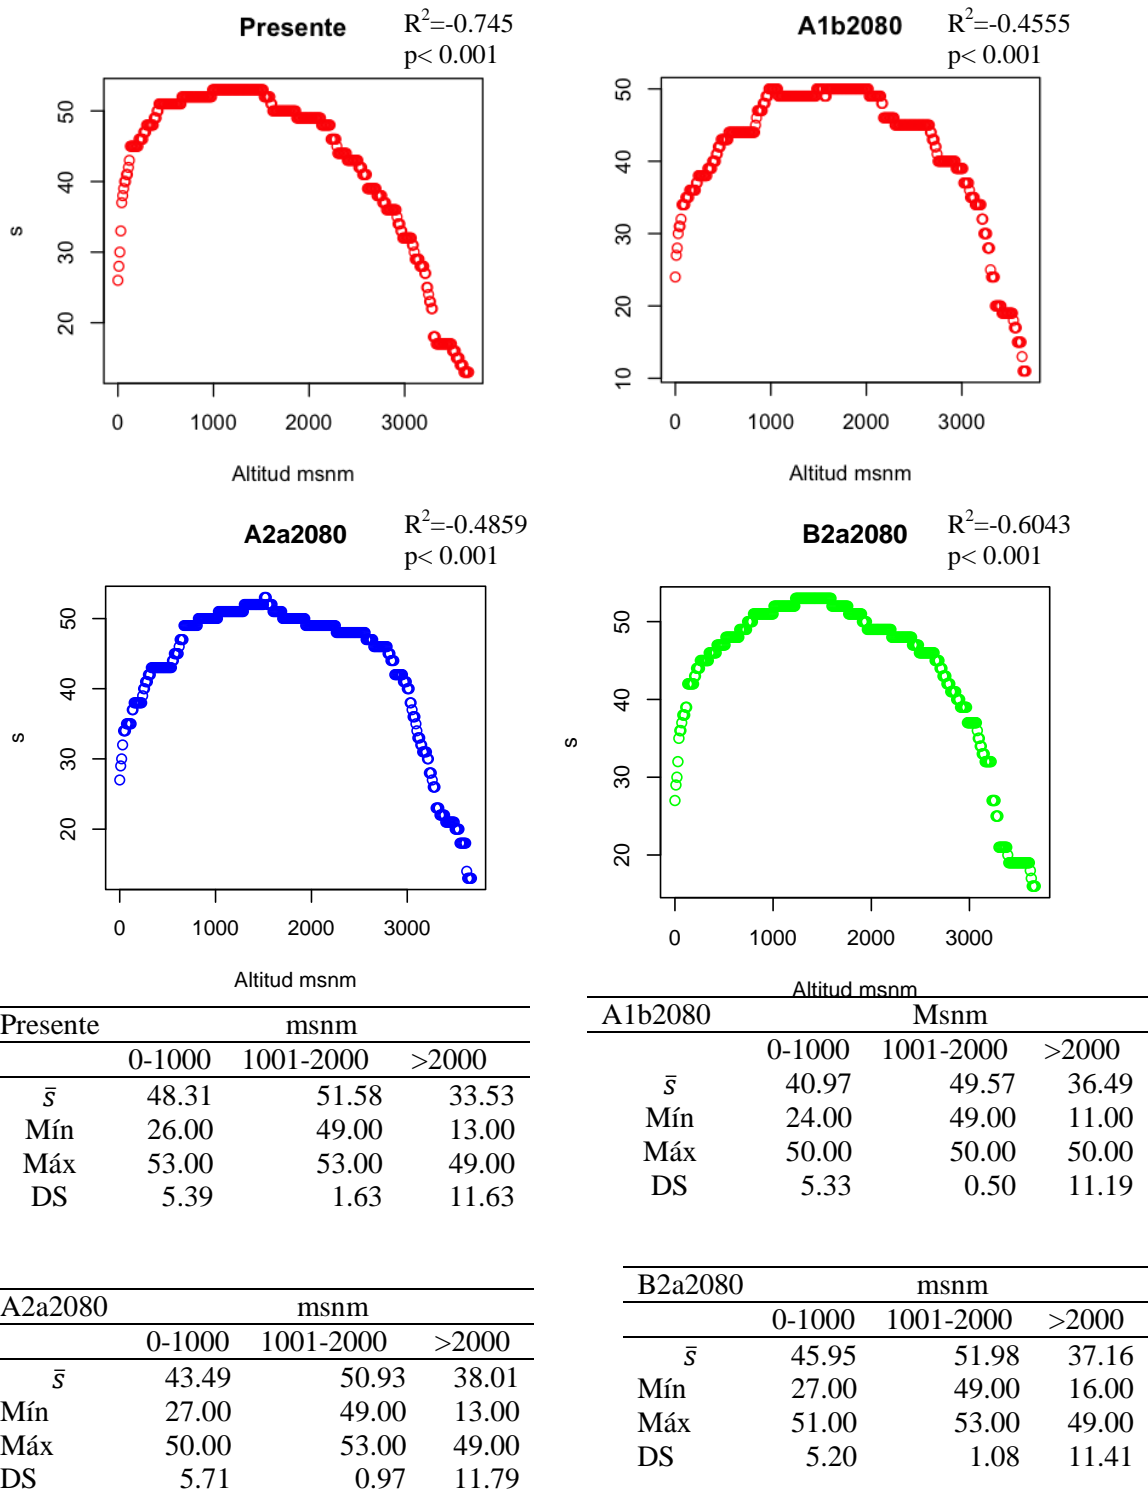 Presente
R²=-0.745
p< 0.001
50
40
30
20
s
0 1000 2000 3000
Altitud msnm
A1b2080
R²=-0.4555
p< 0.001
50
40
30
20
10
0 1000 2000 3000
Altitud msnm
A2a2080
R²=-0.4859
p< 0.001
50
40
30
20
s
0 1000 2000 3000
Altitud msnm
B2a2080
R²=-0.6043
p< 0.001
50
40
30
20
s
0 1000 2000 3000
Altitud msnm
Presente msnm
0-1000 1001-2000 >2000
s̄ 48.31 51.58 33.53
Mín 26.00 49.00 13.00
Máx 53.00 53.00 49.00
DS 5.39 1.63 11.63
A1b2080 Msnm
0-1000 1001-2000 >2000
s̄ 40.97 49.57 36.49
Mín 24.00 49.00 11.00
Máx 50.00 50.00 50.00
DS 5.33 0.50 11.19
A2a2080 msnm
0-1000 1001-2000 >2000
s̄ 43.49 50.93 38.01
Mín 27.00 49.00 13.00
Máx 50.00 53.00 49.00
DS 5.71 0.97 11.79
B2a2080 msnm
0-1000 1001-2000 >2000
s̄ 45.95 51.98 37.16
Mín 27.00 49.00 16.00
Máx 51.00 53.00 49.00
DS 5.20 1.08 11.41